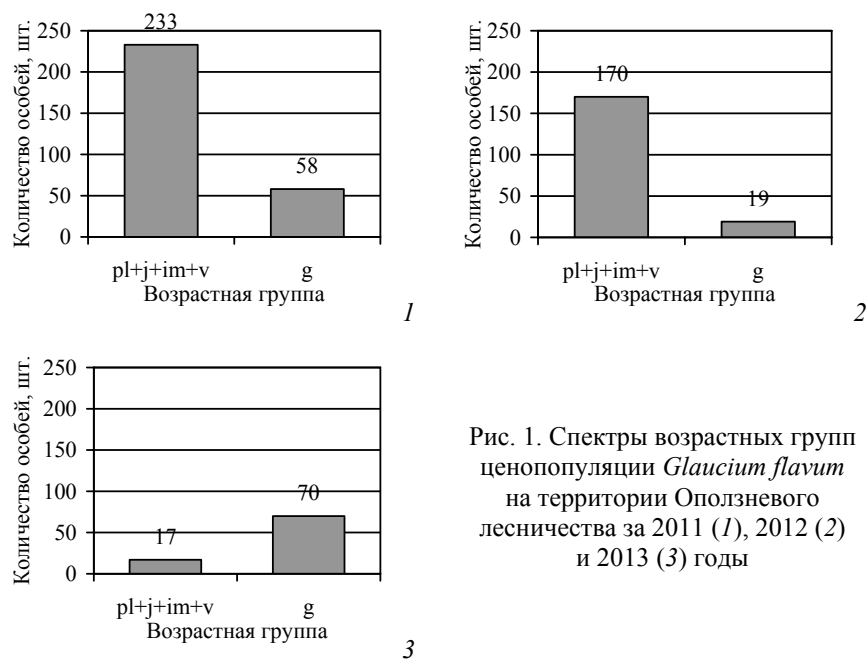 Количество особей, шт.
250
200
150
100
50
0
233
58
pl+j+im+v g
Возрастная группа
1
Количество особей, шт.
250
200
150
100
50
0
170
19
pl+j+im+v g
Возрастная группа
2
Количество особей, шт.
250
200
150
100
50
0
17
70
pl+j+im+v g
Возрастная группа
3
Рис. 1. Спектры возрастных групп
ценопопуляции Glaucium flavum
на территории Оползневого
лесничества за 2011 (1), 2012 (2)
и 2013 (3) годы